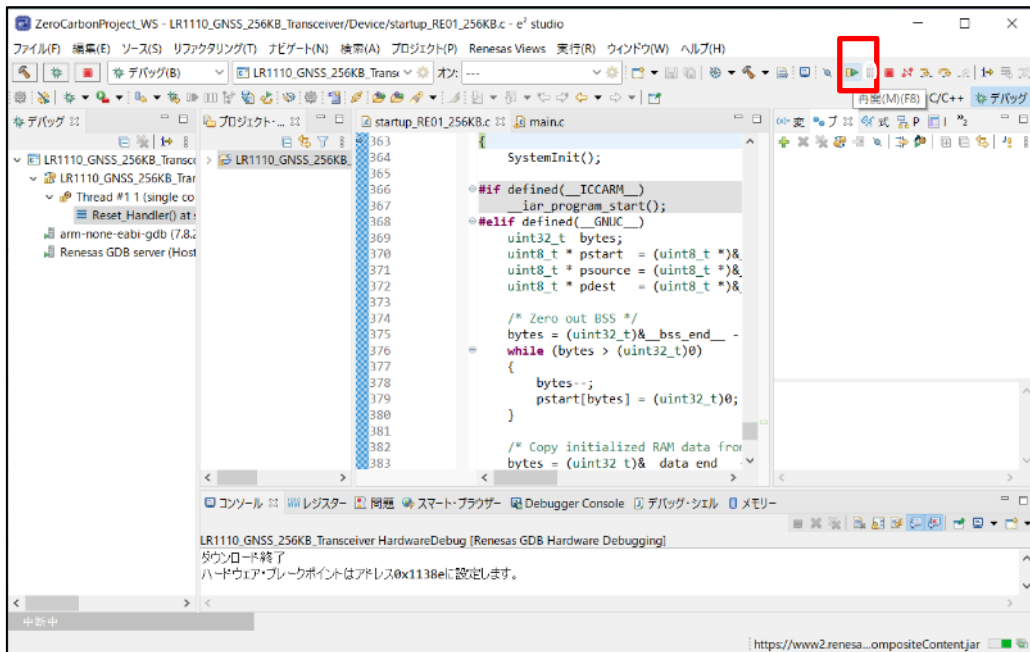 ZeroCarbonProject_WS - LR1110_GNSS_256KB_Transceiver/Device/startup_RE01_256KB.c - e² studio
ファイル(F) 編集(E) ソース(S) リファクタリング(T) ナビゲート(N) 検索(A) プロジェクト(P) Renesas Views 実行(R) ウィンドウ(W) ヘルプ(H)
デバッグ(B) LR1110_GNSS_256KB_Transc オン: ---
再開(M)(F8) C/C++ デバッグ
デバッグ プロジェクト・... startup_RE01_256KB.c main.c 変 ブ 式 P I »2
LR1110_GNSS_256KB_Transce
LR1110_GNSS_256KB_Tran
Thread #1 1 (single co
Reset_Handler() at s
arm-none-eabi-gdb (7.8.2
Renesas GDB server (Host
LR1110_GNSS_256KB_
363 {
364 SystemInit();
365
366 #if defined(__ICCARM__)
367 __iar_program_start();
368 #elif defined(__GNUC__)
369 uint32_t bytes;
370 uint8_t * pstart = (uint8_t *)&_
371 uint8_t * psource = (uint8_t *)&_
372 uint8_t * pdest = (uint8_t *)&_
373
374 /* Zero out BSS */
375 bytes = (uint32_t)&__bss_end__ -
376 while (bytes > (uint32_t)0)
377 {
378 bytes--;
379 pstart[bytes] = (uint32_t)0;
380 }
381
382 /* Copy initialized RAM data from
383 bytes = (uint32_t)&__data_end__ -
コンソール レジスター 問題 スマート・ブラウザー Debugger Console デバッグ・シェル メモリー
LR1110_GNSS_256KB_Transceiver HardwareDebug [Renesas GDB Hardware Debugging]
ダウンロード終了
ハードウェア・ブレークポイントはアドレス0x1138eに設定します。
中断中
https://www2.renesa...ompositeContent.jar